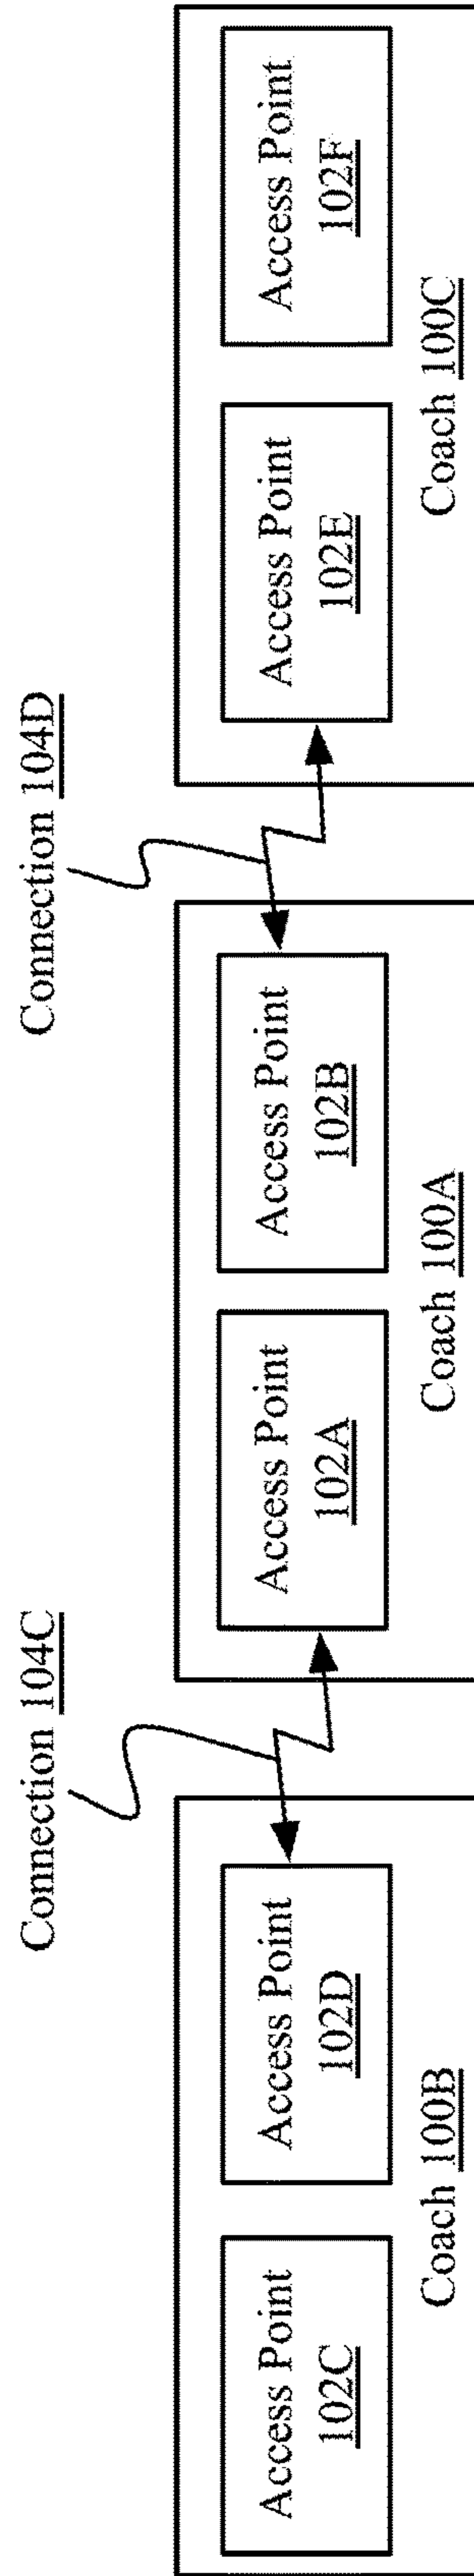 Connection 104C
Connection 104D
Access Point
102C
Access Point
102D
Coach 100B
Access Point
102A
Access Point
102B
Coach 100A
Access Point
102E
Access Point
102F
Coach 100C